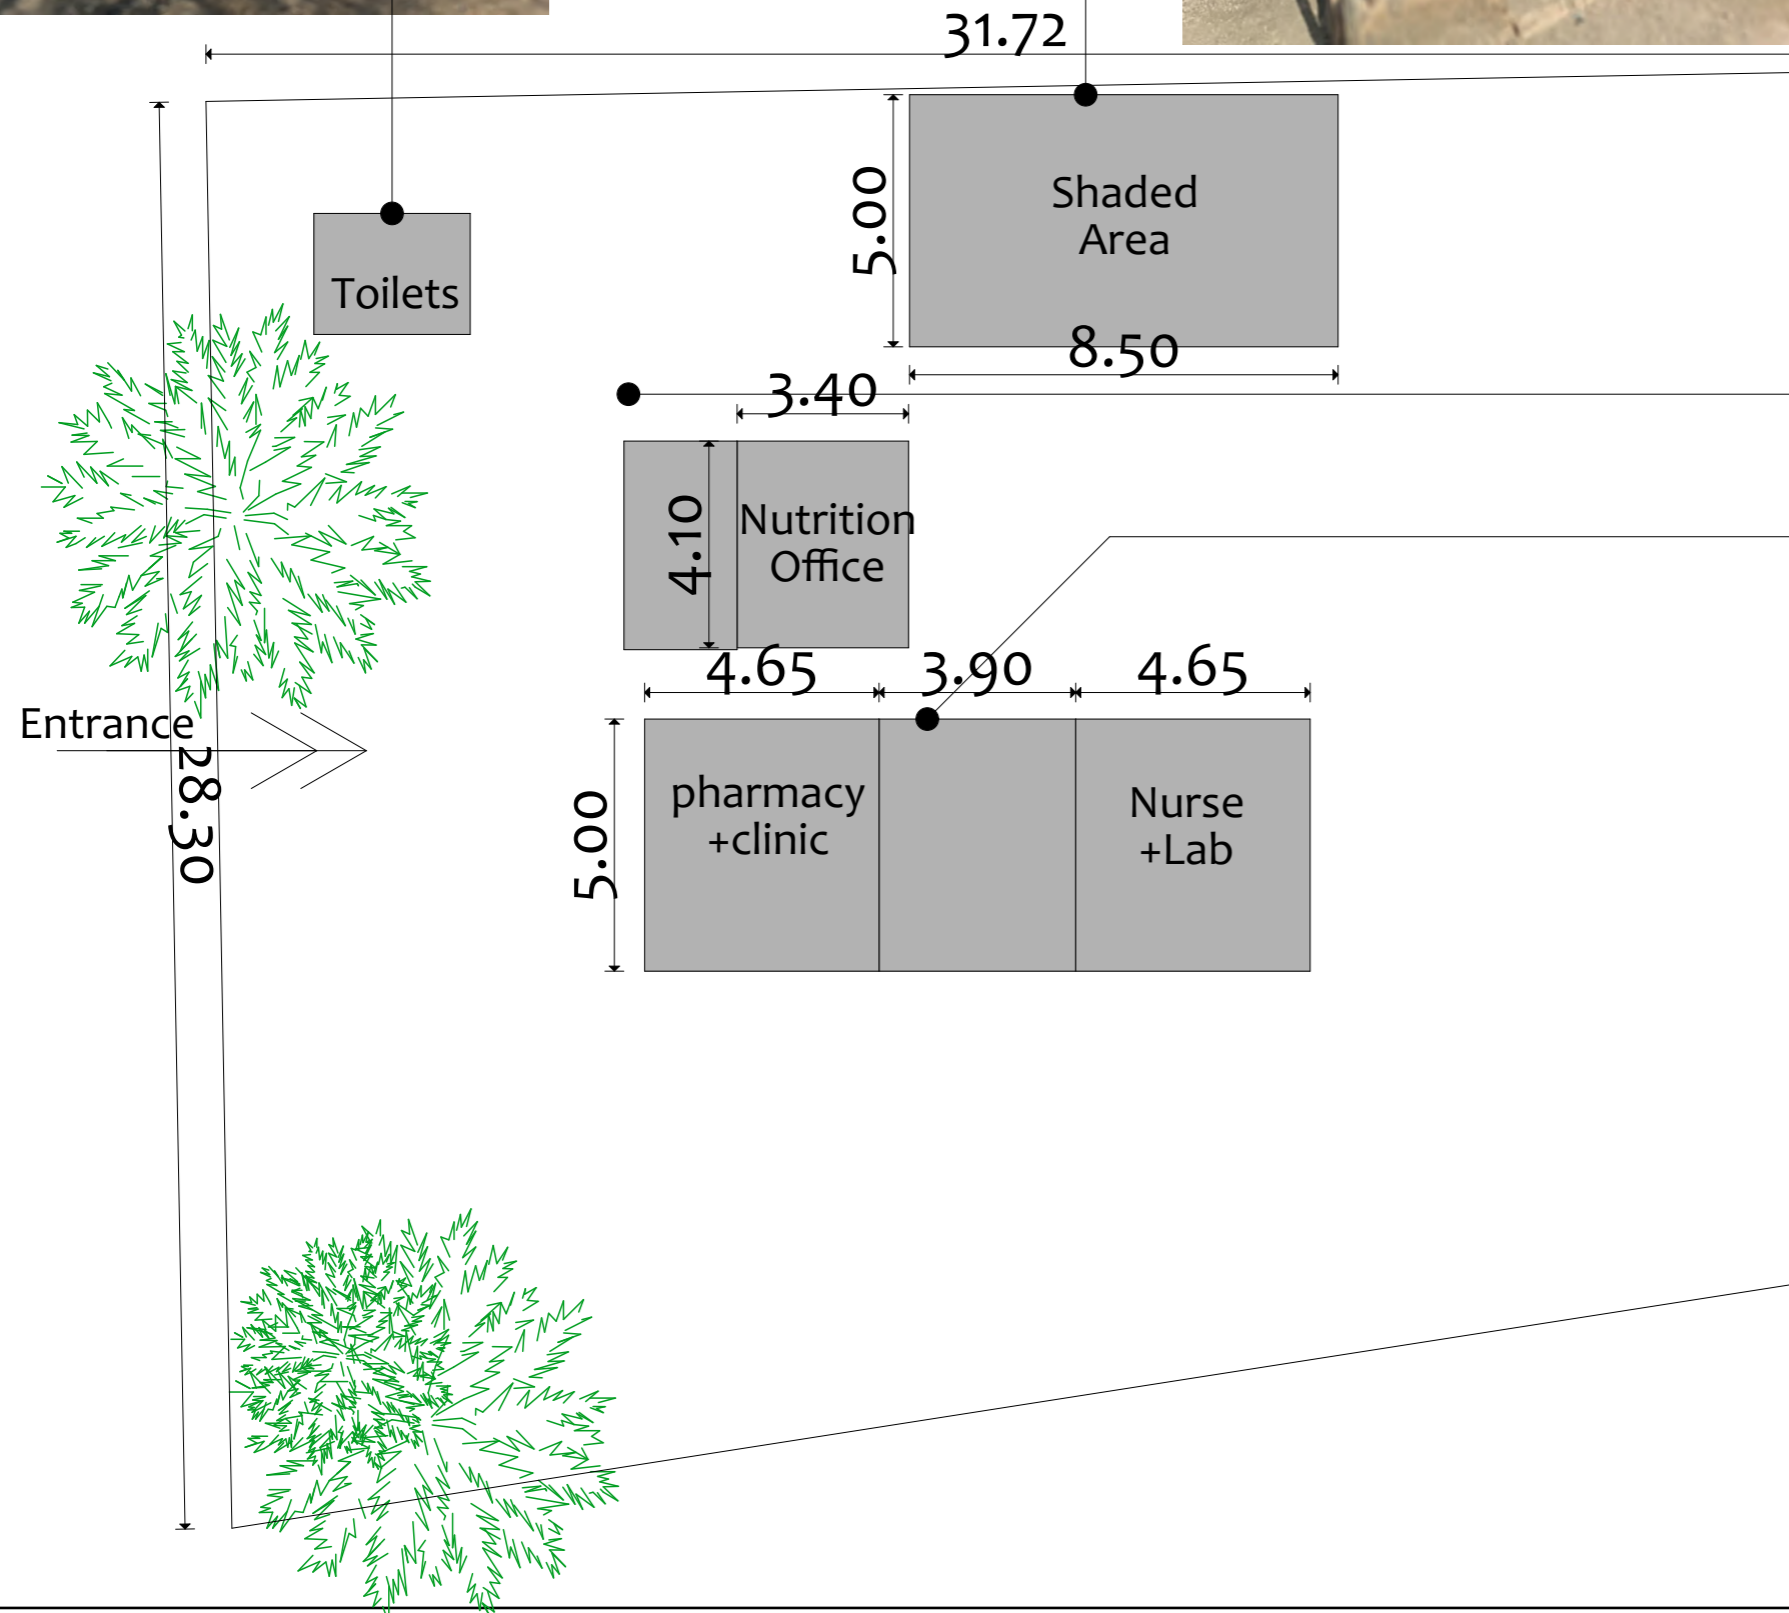 31.72
5.00
Shaded
Area
Toilets
8.50
3.40
4.10
Nutrition
Office
4.65
3.90
4.65
Entrance
28.30
5.00
pharmacy
+clinic
Nurse
+Lab